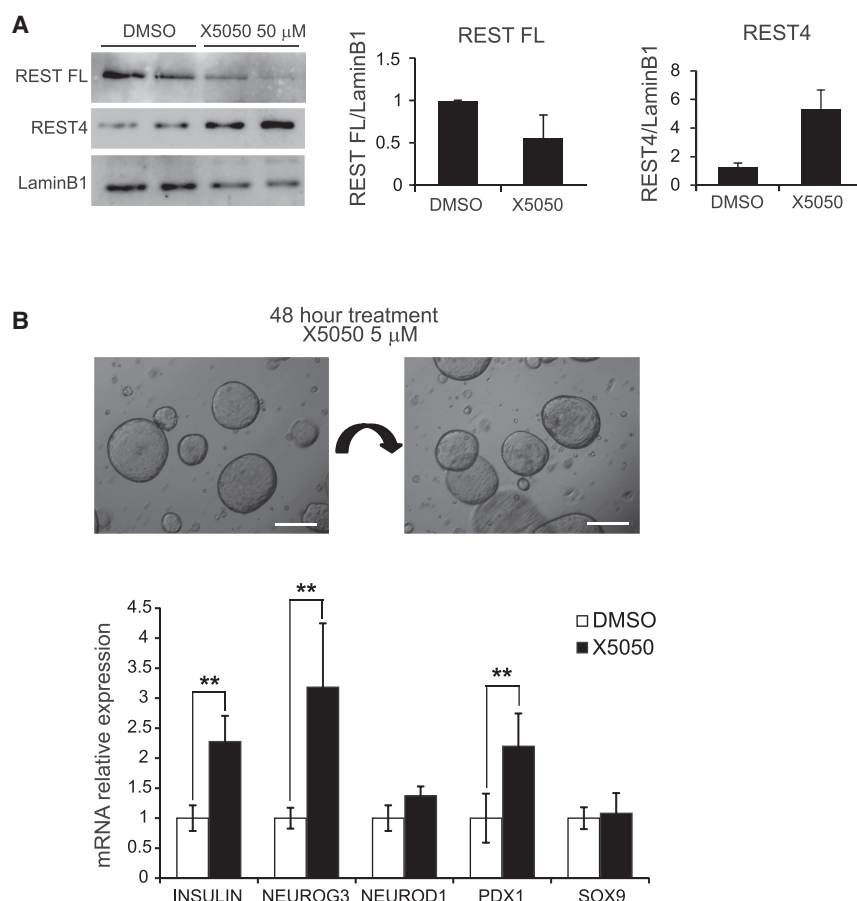 A
DMSO X5050 50 µM
REST FL
REST4
LaminB1
REST FL
REST FL/LaminB1
1.5
1
0.5
0
DMSO X5050
REST4
REST4/LaminB1
8
6
4
2
0
DMSO X5050
B
48 hour treatment
X5050 5 µM
mRNA relative expression
4.5
4
3.5
3
2.5
2
1.5
1
0.5
0
**
**
**
DMSO
X5050
INSULIN NEUROG3 NEUROD1 PDX1 SOX9